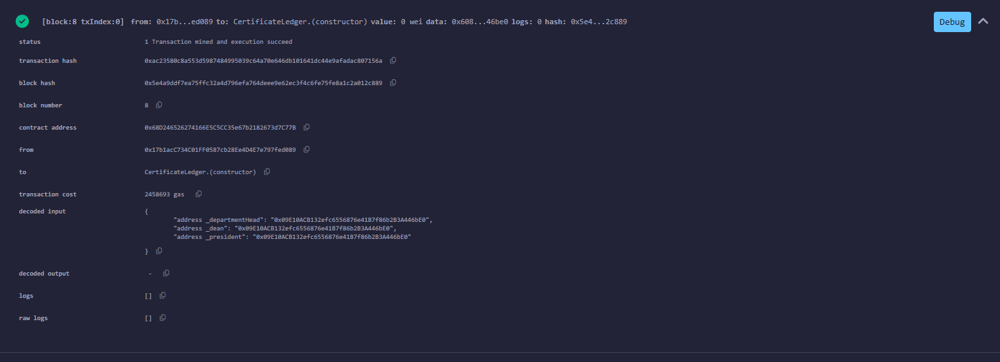 [block:8 txIndex:0] from: 0x17b...ed089 to: CertificateLedger.(constructor) value: 0 wei data: 0x608...46be0 logs: 0 hash: 0x5e4...2c889 Debug
status 1 Transaction mined and execution succeed
transaction hash 0xac23580c8a553d5987484995039c64a70e646db101641dc44e9afadac807156a
block hash 0x5e4a9ddf7ea75ffc32a4d796efa764deee9e62ec3f4c6fe75fe8a1c2a012c889
block number 8
contract address 0x68D246526274166E5C5CC35e67b2182673d7C77B
from 0x17b1acC734C01FF0587cb28Ee4D4E7e797fed089
to CertificateLedger.(constructor)
transaction cost 2458693 gas
decoded input {
"address _departmentHead": "0x09E10ACB132efc6556876e41B7f86b2B3A446bE0",
"address _dean": "0x09E10ACB132efc6556876e41B7f86b2B3A446bE0",
"address _president": "0x09E10ACB132efc6556876e41B7f86b2B3A446bE0"
}
decoded output -
logs []
raw logs []